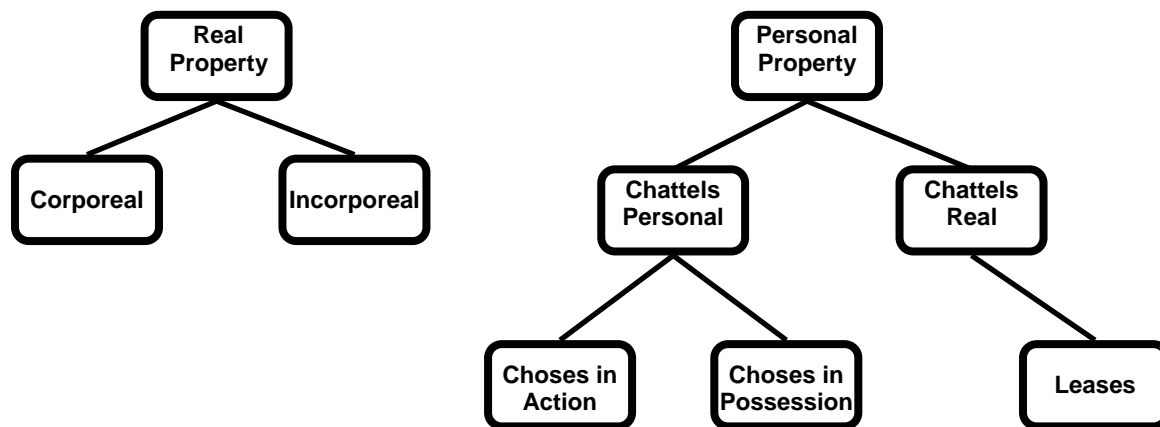 Real
Property
Personal
Property
Corporeal
Incorporeal
Chattels
Personal
Chattels
Real
Choses in
Action
Choses in
Possession
Leases